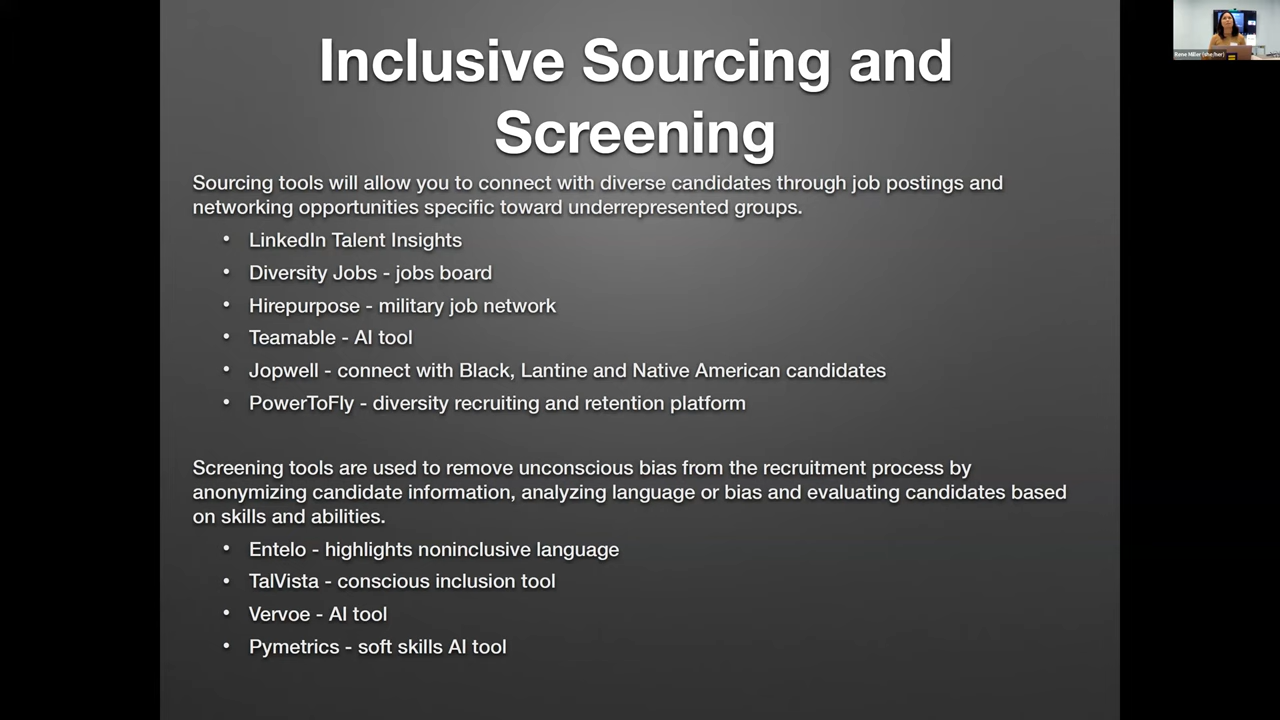 Inclusive Sourcing and
Screening
Sourcing tools will allow you to connect with diverse candidates through job postings and
networking opportunities specific toward underrepresented groups.
• LinkedIn Talent Insights
• Diversity Jobs - jobs board
• Hirepurpose - military job network
• Teamable - AI tool
• Jopwell - connect with Black, Lantine and Native American candidates
• PowerToFly - diversity recruiting and retention platform
Screening tools are used to remove unconscious bias from the recruitment process by
anonymizing candidate information, analyzing language or bias and evaluating candidates based
on skills and abilities.
• Entelo - highlights noninclusive language
• TalVista - conscious inclusion tool
• Vervoe - AI tool
• Pymetrics - soft skills AI tool
Rene Miller (she/her)